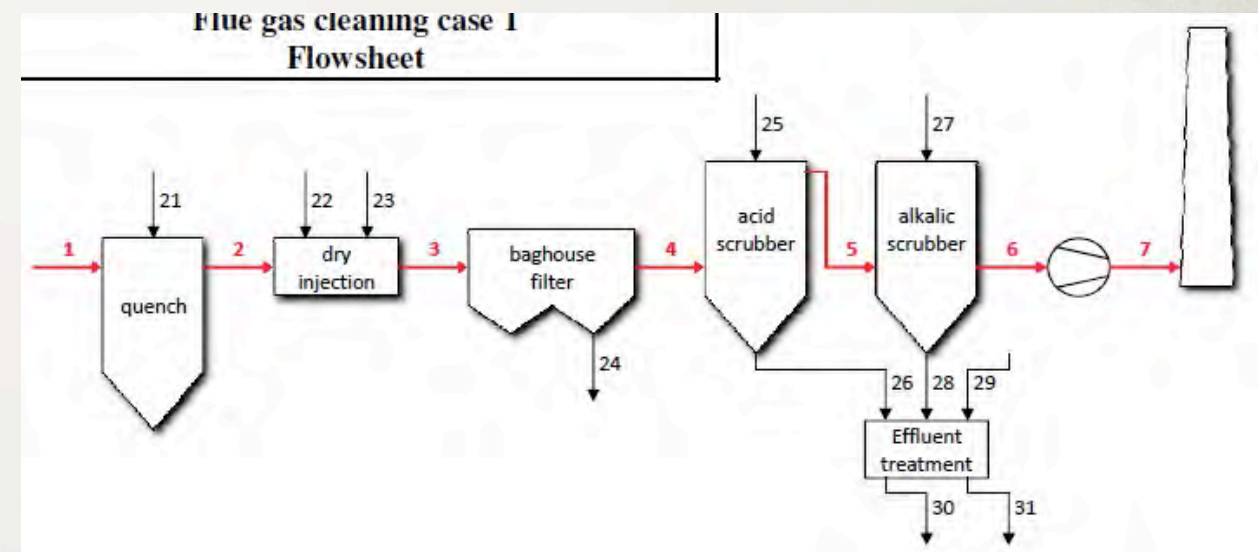 Flue gas cleaning case 1
Flowsheet
25
27
21
22
23
1
2
dry
injection
3
baghouse
filter
4
acid
scrubber
5
alkalic
scrubber
6
7
quench
24
26
28
29
Effluent
treatment
30
31